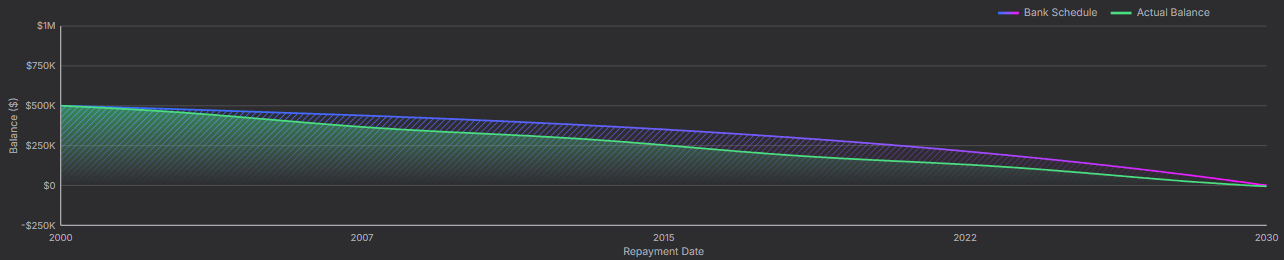 Bank Schedule Actual Balance
$1M
$750K
$500K
$250K
$0
-$250K
Balance ($)
2000 2007 2015 2022 2030
Repayment Date